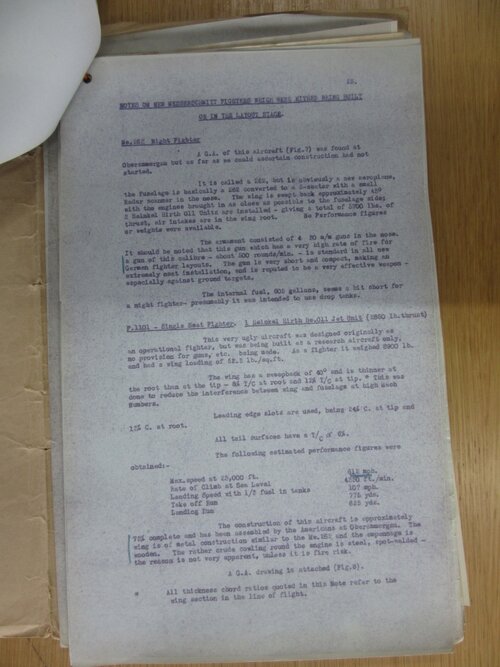 22.
NOTES ON NEW MESSERSCHMITT FIGHTERS WHICH WERE EITHER BEING BUILT
OR IN THE LAYOUT STAGE.
Me.262 Night Fighter
A G.A. of this aircraft (Fig.7) was found at
Oberammergau but as far as we could ascertain construction had not
started.
It is called a 262, but is obviously a new aeroplane,
the fuselage is basically a 262 converted to a 2-seater with a small
Radar scanner in the nose. The wing is swept back approximately
with the engines brought in as close as possible to the fuselage side;
2 Heinkel Hirth Oll Units are installed - giving a total of 5700 lbs. of
thrust, air intakes are in the wing root. No Performance figures
or weights were available.
The armament consisted of 4 30 m/m guns in the nose.
It should be noted that this gun which has a very high rate of fire for
a gun of this calibre - about 500 rounds/min. - is standard in all new
German fighter layouts. The gun is very short and compact, making an
extremely neat installation, and is reputed to be a very effective weapon -
especially against ground targets.
The internal fuel, 605 gallons, seems a bit short for
a night fighter - presumably it was intended to use drop tanks.
P.1101 - Single Seat Fighter. 1 Heinkel Hirth No.011 Jet Unit (2860 lb.thrust)
This very ugly aircraft was designed originally as
an operational fighter, but was being built as a research aircraft only,
no provision for guns, etc. being made. As a fighter it weighed 8900 lb.
and had a wing loading of 52.5 lb./sq.ft.
The wing has a sweepback of 40° and is thinner at
the root than at the tip - 8% T/C at root and 12% T/C at tip. * This was
done to reduce the interference between wing and fuselage at high Mach
Numbers.
Leading edge slots are used, being 24% C. at tip and
17% C. at root.
All tail surfaces have a T/C of 8%.
The following estimated performance figures were
obtained:-
Max. speed at 23,000 ft. 612 mph.
Rate of Climb at Sea Level ft./min.
Landing Speed with 1/3 fuel in tanks 107 mph.
Take off Run 775 yds.
Landing Run 625 yds.
The construction of this aircraft is approximately
75% complete and has been assembled by the Americans at Oberammergau. The
wing is of metal construction similar to the Me.262 and the empennage is
wooden. The rather crude cowling round the engine is steel, spot-welded -
the reason is not very apparent, unless it is fire risk.
A G.A. drawing is attached (Fig.8).
* All thickness chord ratios quoted in this Note refer to the
wing section in the line of flight.